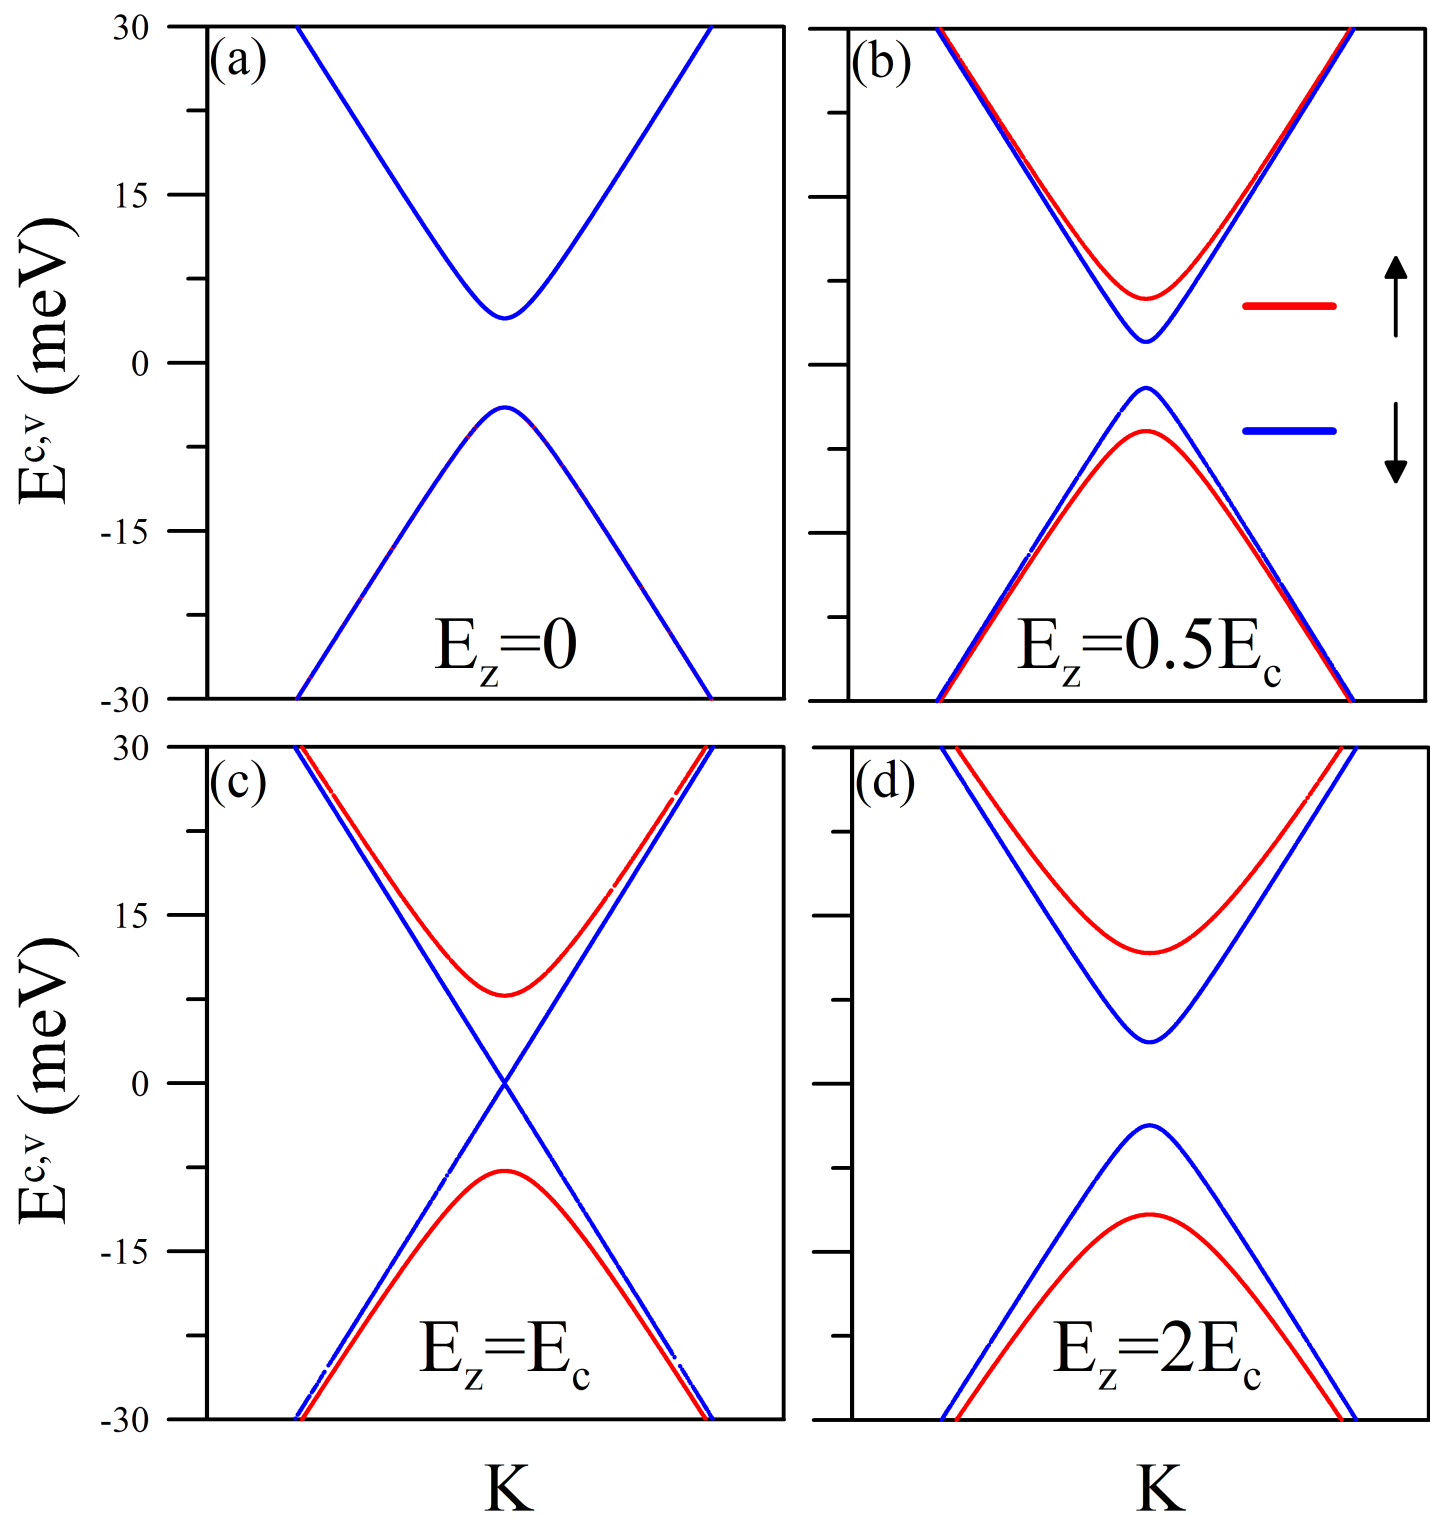 30
15
0
-15
-30
E^{c,v} (meV)
(a)
E_z=0
(b)
E_z=0.5E_c
30
15
0
-15
-30
E^{c,v} (meV)
(c)
E_z=E_c
K
(d)
E_z=2E_c
K